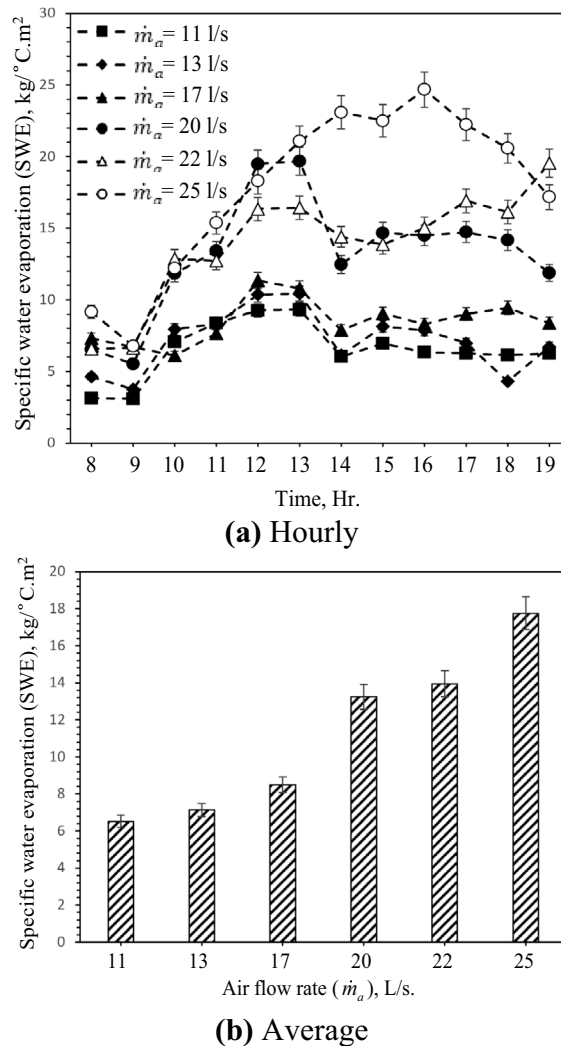 Specific water evaporation (SWE), kg/°C.m²
30
25
20
15
10
5
0
ṁₐ= 11 l/s
ṁₐ= 13 l/s
ṁₐ= 17 l/s
ṁₐ= 20 l/s
ṁₐ= 22 l/s
ṁₐ= 25 l/s
8 9 10 11 12 13 14 15 16 17 18 19
Time, Hr.
(a) Hourly
Specific water evaporation (SWE), kg/°C.m²
20
18
16
14
12
10
8
6
4
2
0
11 13 17 20 22 25
Air flow rate (ṁₐ), L/s.
(b) Average